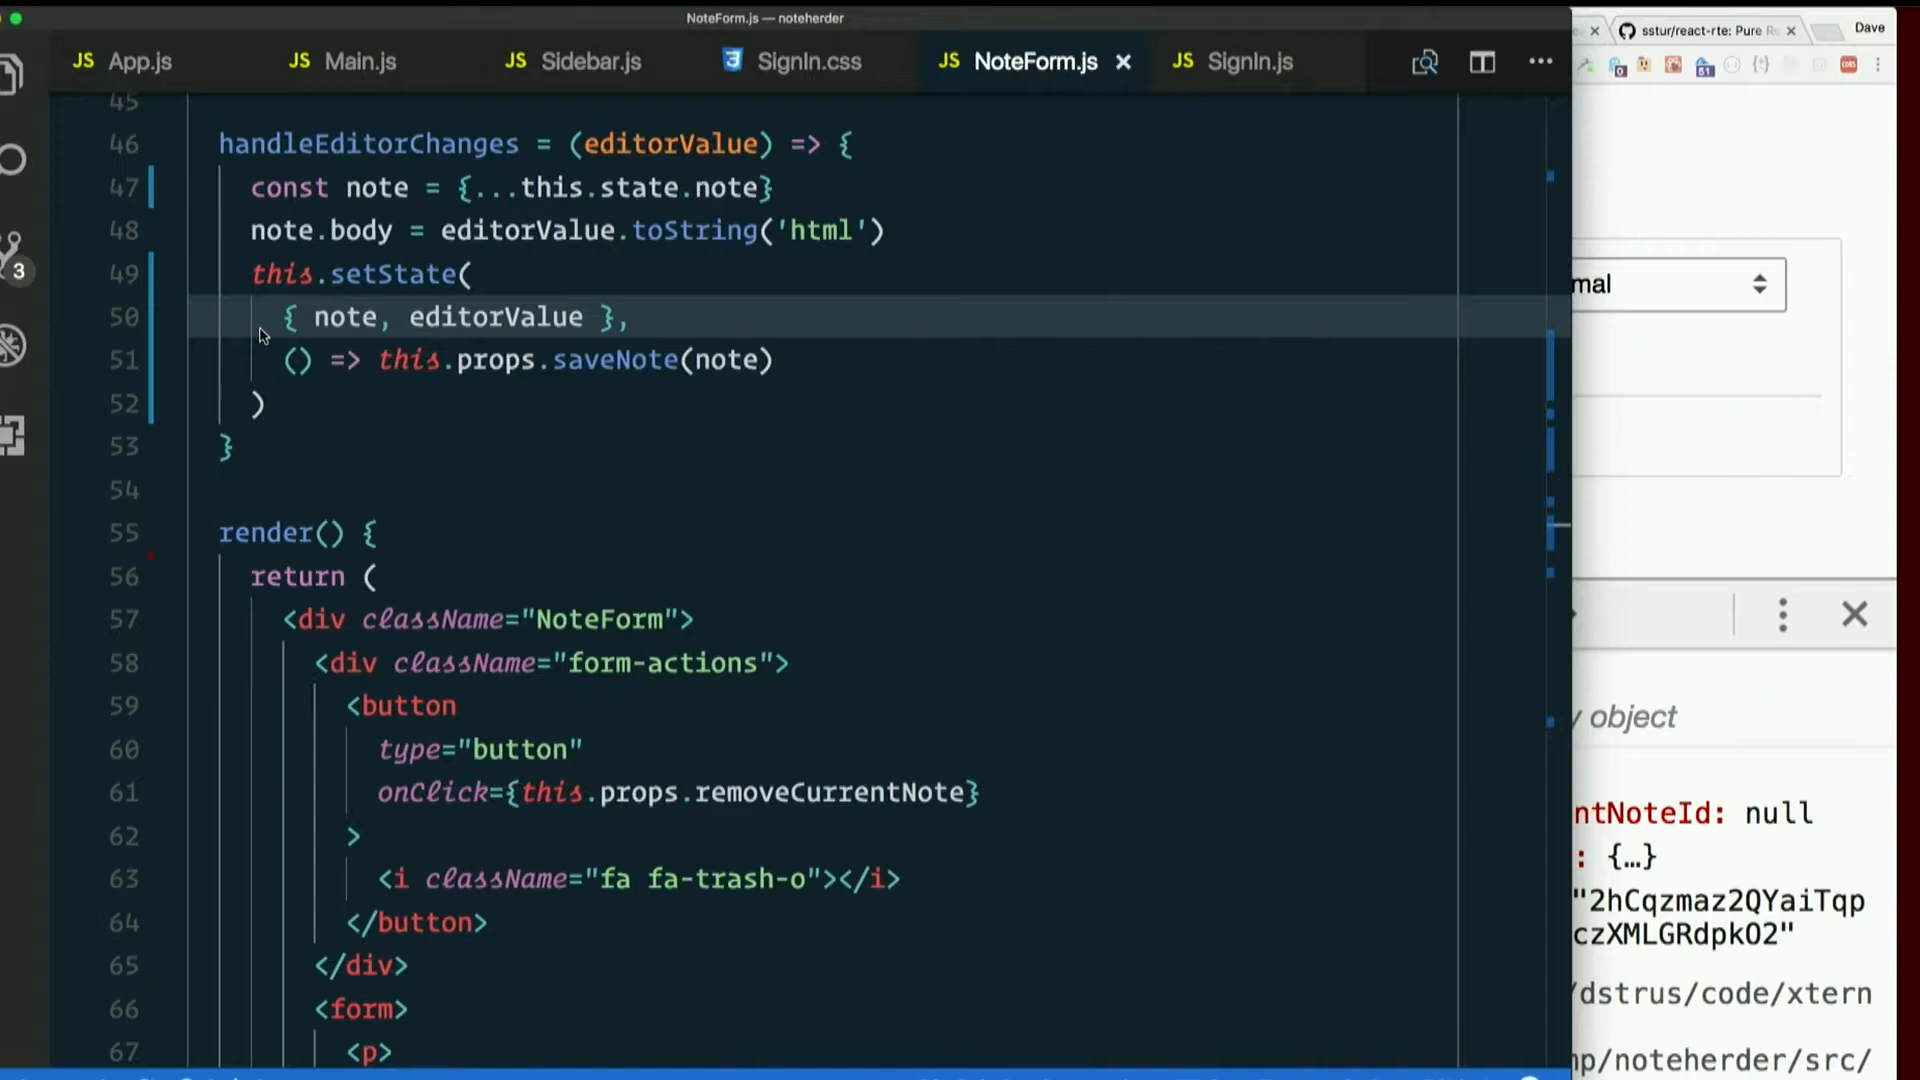 NoteForm.js — noteherder
JS App.js
JS Main.js
JS Sidebar.js
3 SignIn.css
JS NoteForm.js ×
JS SignIn.js
sstur/react-rte: Pure R
Dave
45
46 handleEditorChanges = (editorValue) => {
47 const note = {...this.state.note}
48 note.body = editorValue.toString('html')
49 this.setState(
50 { note, editorValue },
51 () => this.props.saveNote(note)
52 )
53 }
54
55 render() {
56 return (
57 <div className="NoteForm">
58 <div className="form-actions">
59 <button
60 type="button"
61 onClick={this.props.removeCurrentNote}
62 >
63 <i className="fa fa-trash-o"></i>
64 </button>
65 </div>
66 <form>
67 <p>
3
mal
object
ntNoteId: null
: {…}
"2hCqzmaz2QYaiTqp
czXMLGRdpkO2"
/dstrus/code/xtern
mp/noteherder/src/